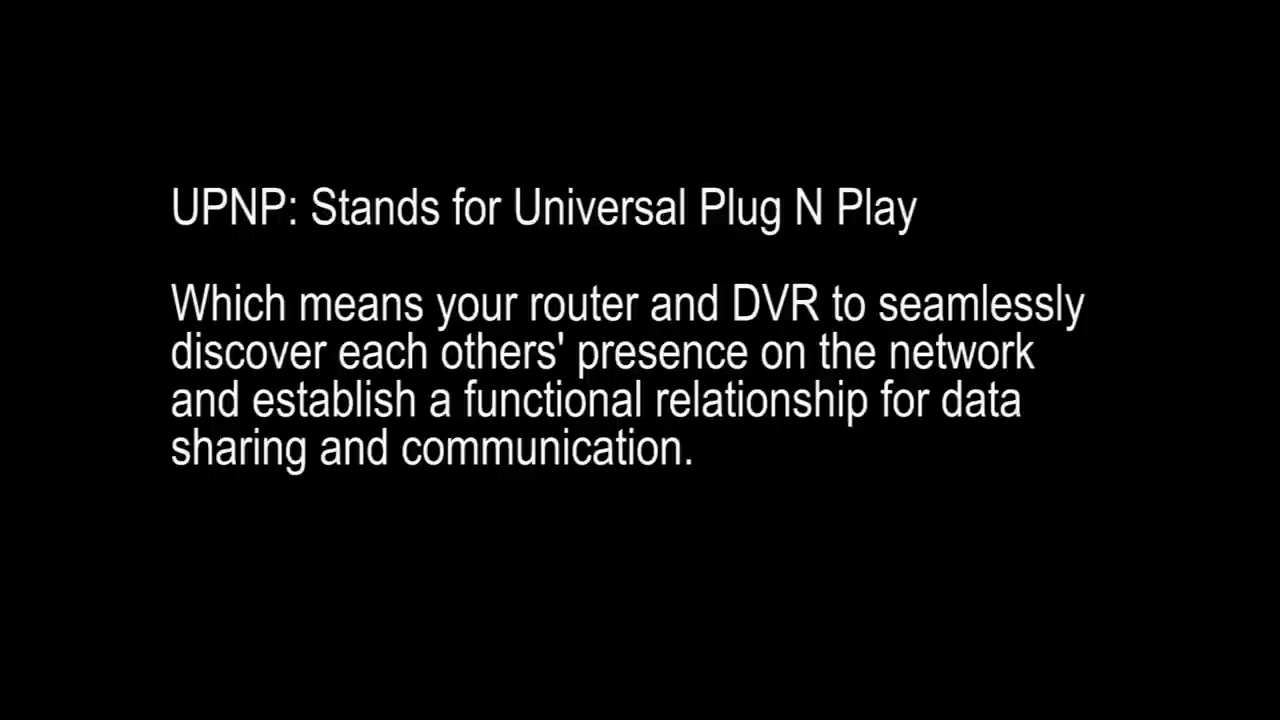 UPNP: Stands for Universal Plug N Play
Which means your router and DVR to seamlessly
discover each others' presence on the network
and establish a functional relationship for data
sharing and communication.